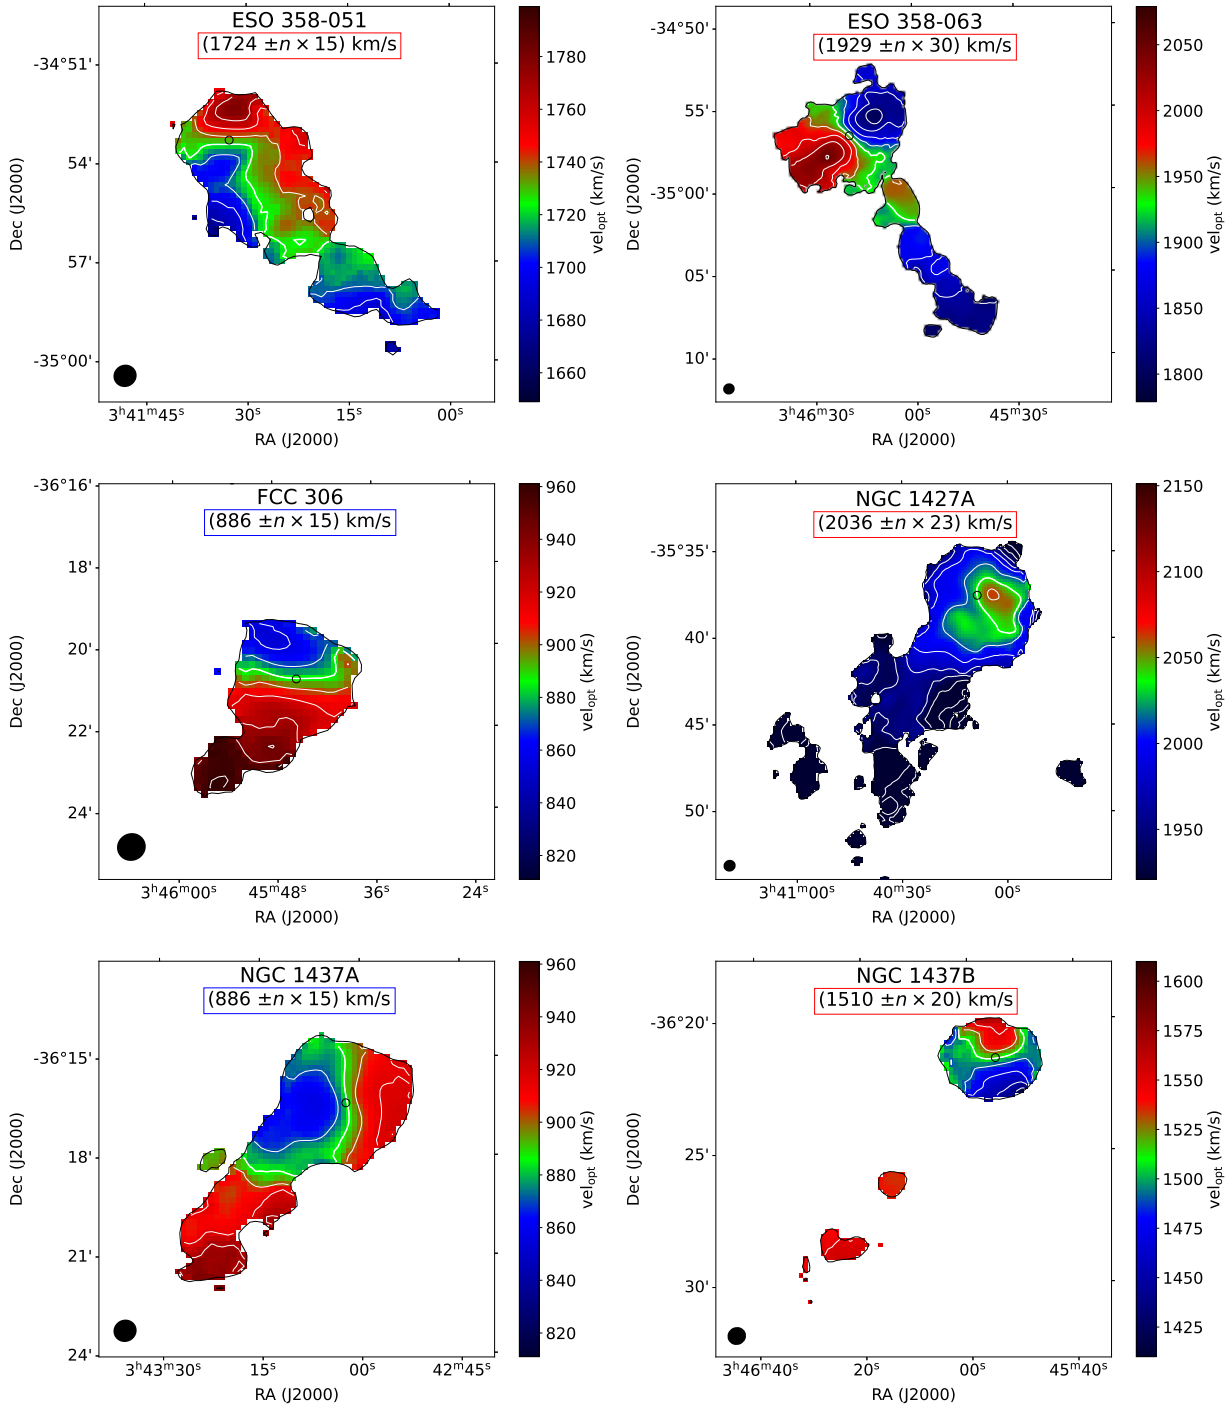 ESO 358-051
(1724 ±n × 15) km/s
-34°51'
54'
57'
-35°00'
Dec (J2000)
3ʰ41ᵐ45ˢ 30ˢ 15ˢ 00ˢ
RA (J2000)
1780
1760
1740
1720
1700
1680
1660
vel_opt (km/s)
ESO 358-063
(1929 ±n × 30) km/s
-34°50'
55'
-35°00'
05'
10'
Dec (J2000)
3ʰ46ᵐ30ˢ 00ˢ 45ᵐ30ˢ
RA (J2000)
2050
2000
1950
1900
1850
1800
vel_opt (km/s)
FCC 306
(886 ±n × 15) km/s
-36°16'
18'
20'
22'
24'
Dec (J2000)
3ʰ46ᵐ00ˢ 45ᵐ48ˢ 36ˢ 24ˢ
RA (J2000)
960
940
920
900
880
860
840
820
vel_opt (km/s)
NGC 1427A
(2036 ±n × 23) km/s
-35°35'
40'
45'
50'
Dec (J2000)
3ʰ41ᵐ00ˢ 40ᵐ30ˢ 00ˢ
RA (J2000)
2150
2100
2050
2000
1950
vel_opt (km/s)
NGC 1437A
(886 ±n × 15) km/s
-36°15'
18'
21'
24'
Dec (J2000)
3ʰ43ᵐ30ˢ 15ˢ 00ˢ 42ᵐ45ˢ
RA (J2000)
960
940
920
900
880
860
840
820
vel_opt (km/s)
NGC 1437B
(1510 ±n × 20) km/s
-36°20'
25'
30'
Dec (J2000)
3ʰ46ᵐ40ˢ 20ˢ 00ˢ 45ᵐ40ˢ
RA (J2000)
1600
1575
1550
1525
1500
1475
1450
1425
vel_opt (km/s)